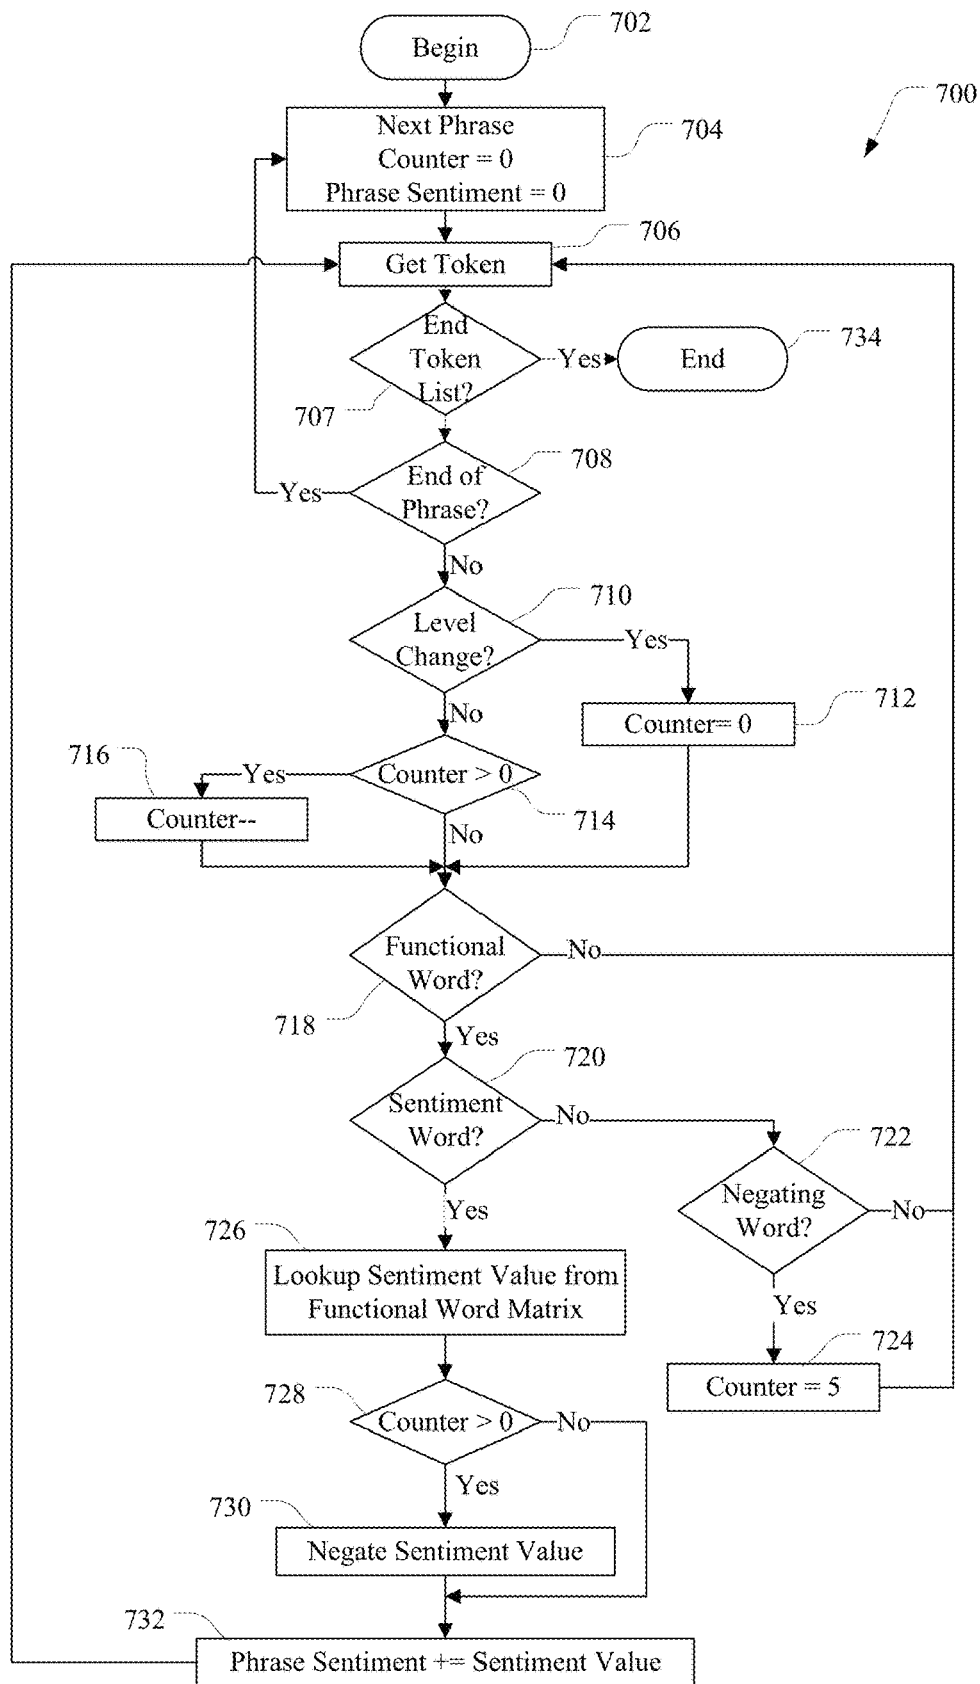 Begin
702
700
Next Phrase
Counter = 0
Phrase Sentiment = 0
704
706
Get Token
End
Token
List?
Yes
End
734
707
708
End of
Phrase?
Yes
No
710
Level
Change?
Yes
No
712
Counter= 0
716
Yes
Counter > 0
Counter--
714
No
Functional
Word?
No
718
Yes
720
Sentiment
Word?
No
722
Negating
Word?
No
Yes
726
Lookup Sentiment Value from
Functional Word Matrix
Yes
724
Counter = 5
728
Counter > 0
No
Yes
730
Negate Sentiment Value
732
Phrase Sentiment += Sentiment Value